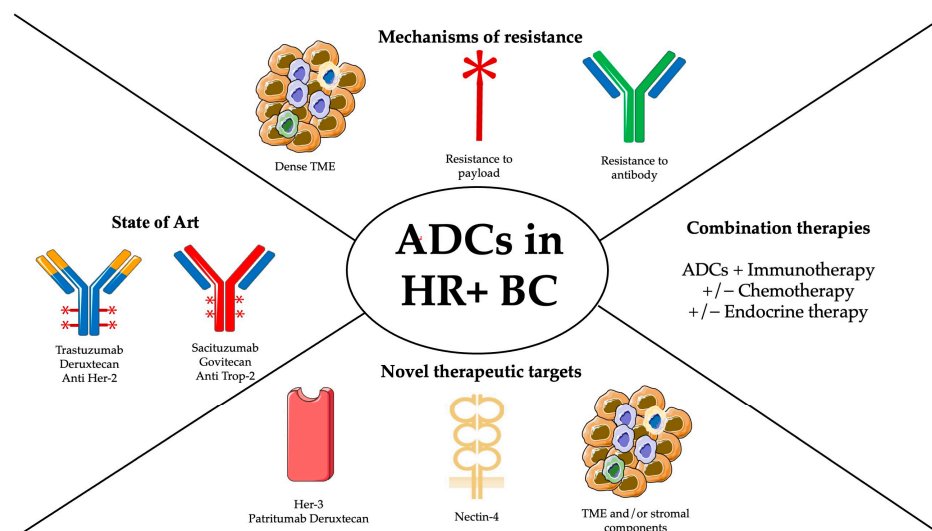 Mechanisms of resistance
Dense TME
Resistance to
payload
Resistance to
antibody
State of Art
Trastuzumab
Deruxtecan
Anti Her-2
Sacituzumab
Govitecan
Anti Trop-2
ADCs in
HR+ BC
Combination therapies
ADCs + Immunotherapy
+/− Chemotherapy
+/− Endocrine therapy
Novel therapeutic targets
Her-3
Patritumab Deruxtecan
Nectin-4
TME and/or stromal
components